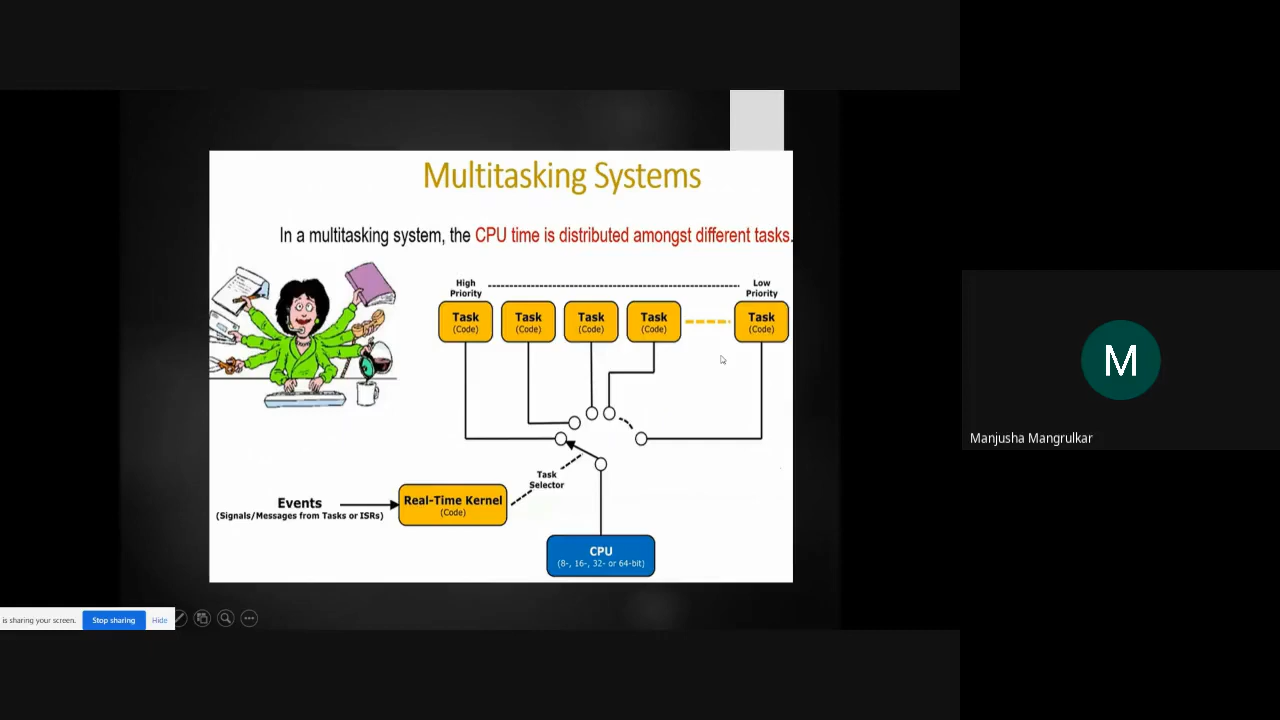 Multitasking Systems
In a multitasking system, the CPU time is distributed amongst different tasks.
High
Priority
Low
Priority
Task
(Code)
Task
(Code)
Task
(Code)
Task
(Code)
Task
(Code)
Task
Selector
Events
(Signals/Messages from Tasks or ISRs)
Real-Time Kernel
(Code)
CPU
(8-, 16-, 32- or 64-bit)
M
Manjusha Mangrulkar
is sharing your screen.
Stop sharing
Hide